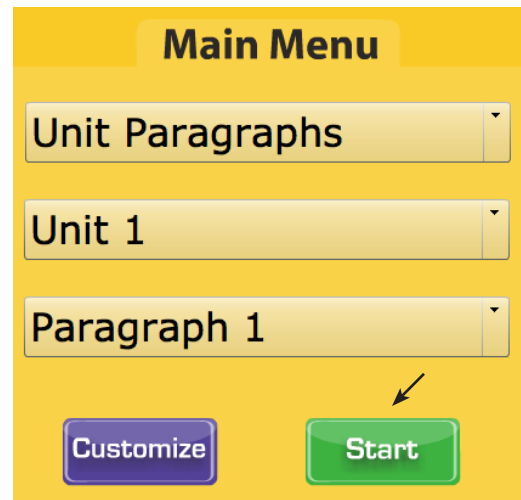 Main Menu
Unit Paragraphs
Unit 1
Paragraph 1
Customize Start